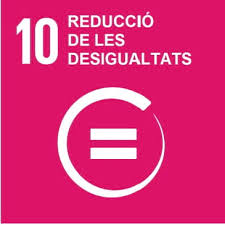 10 REDUCCIÓ
DE LES
DESIGUALTATS